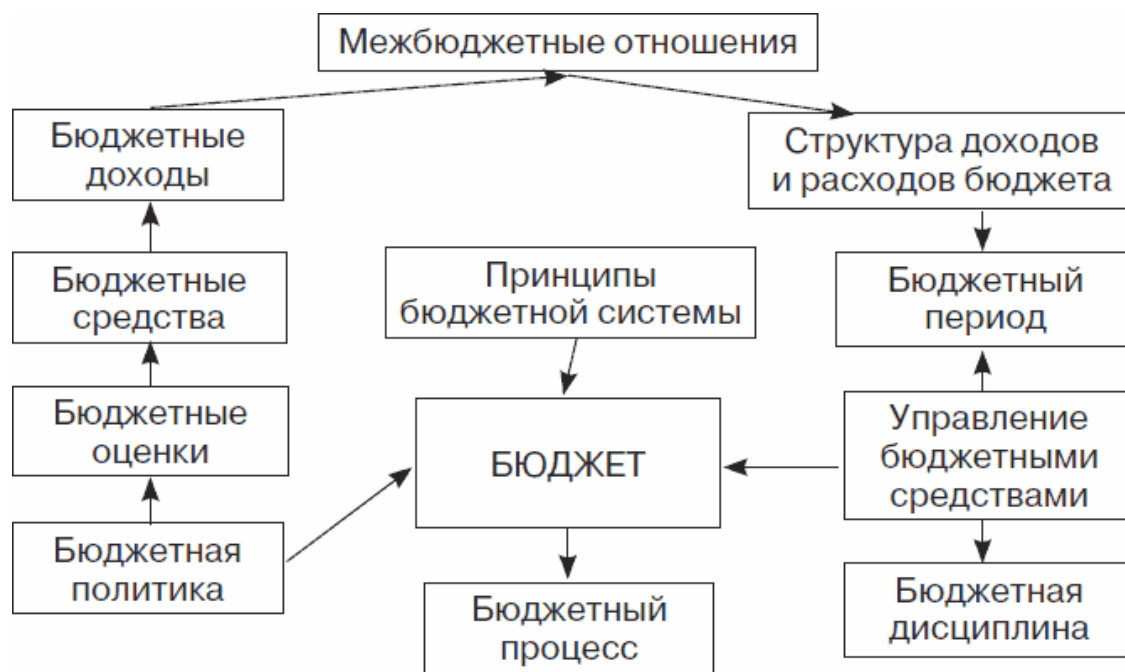 Межбюджетные отношения
Бюджетные
доходы
Структура доходов
и расходов бюджета
Бюджетные
средства
Принципы
бюджетной системы
Бюджетный
период
Бюджетные
оценки
БЮДЖЕТ
Управление
бюджетными
средствами
Бюджетная
политика
Бюджетный
процесс
Бюджетная
дисциплина